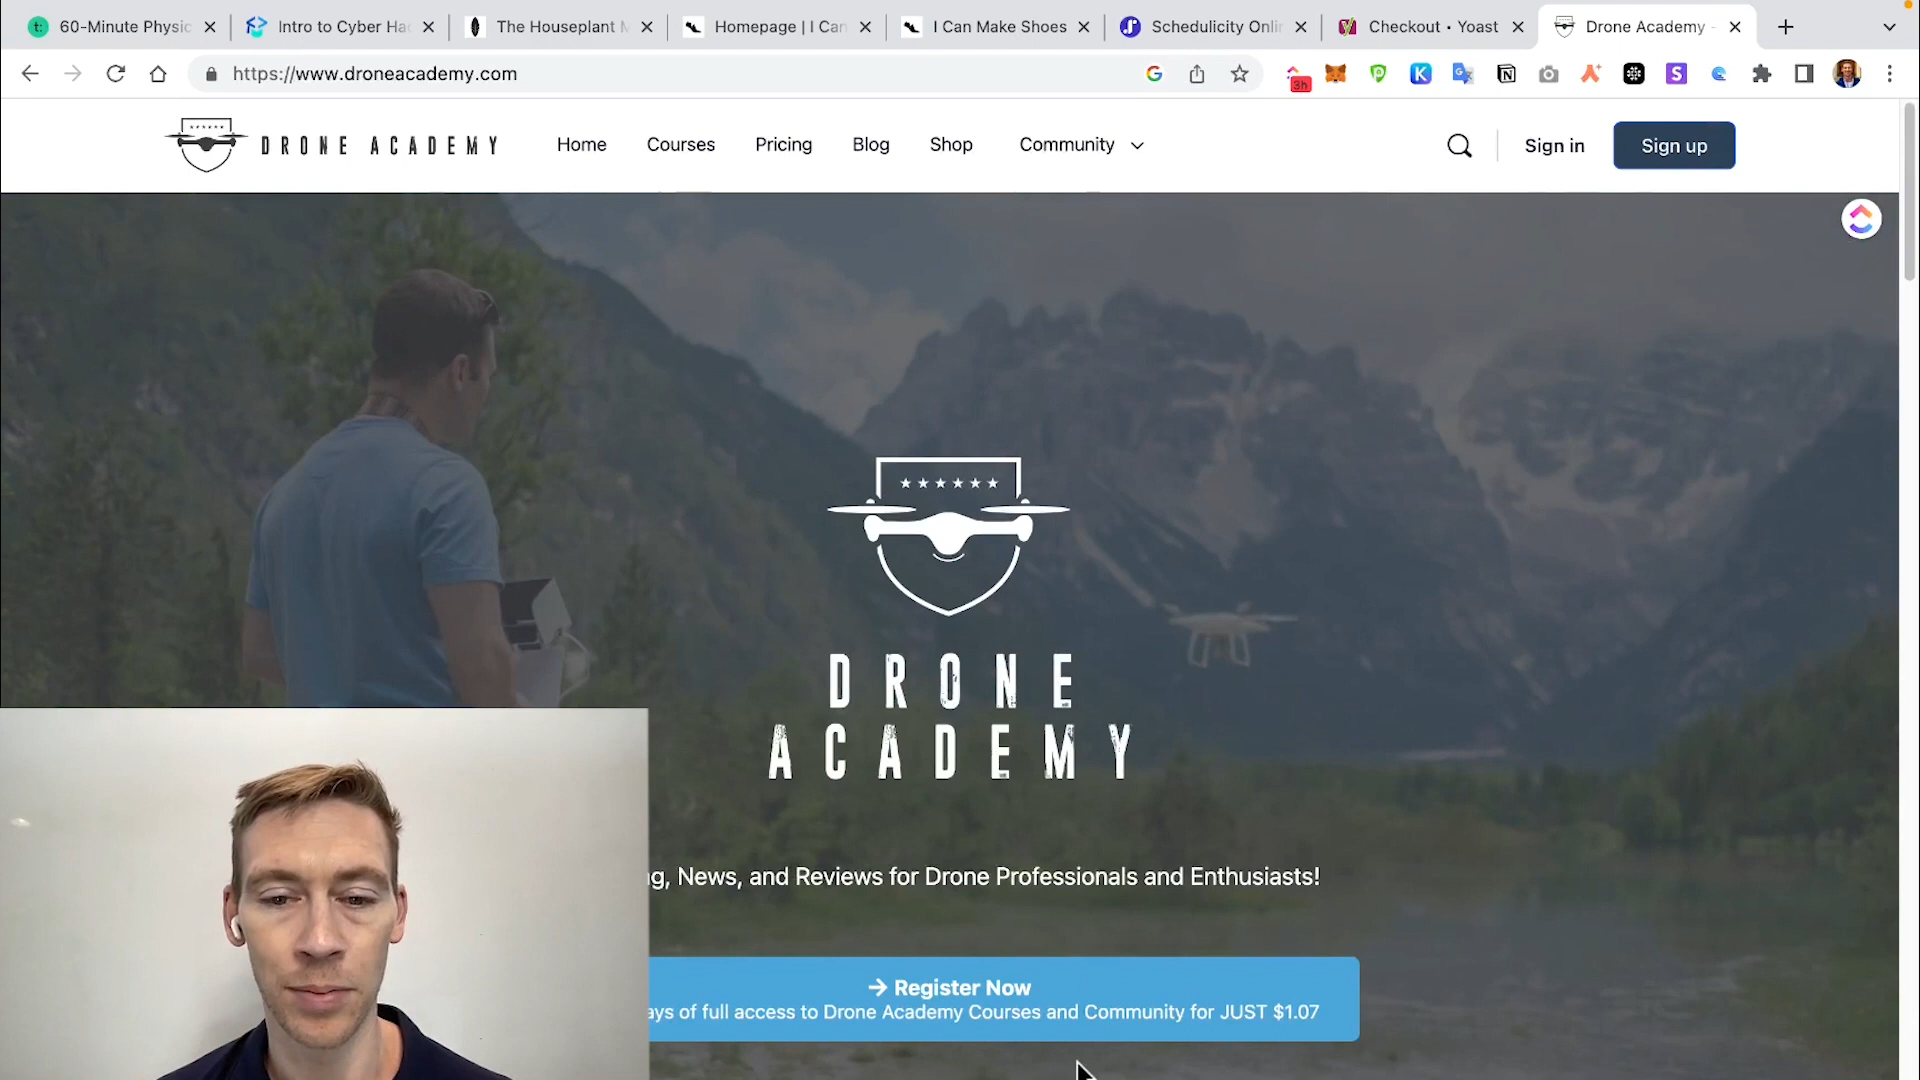 60-Minute Physic
Intro to Cyber Ha
The Houseplant M
Homepage | I Can
I Can Make Shoes
Schedulicity Onli
Checkout • Yoast
Drone Academy -
https://www.droneacademy.com
3h
DRONE ACADEMY
Home
Courses
Pricing
Blog
Shop
Community
Sign in
Sign up
DRONE
ACADEMY
g, News, and Reviews for Drone Professionals and Enthusiasts!
→ Register Now
ays of full access to Drone Academy Courses and Community for JUST $1.07